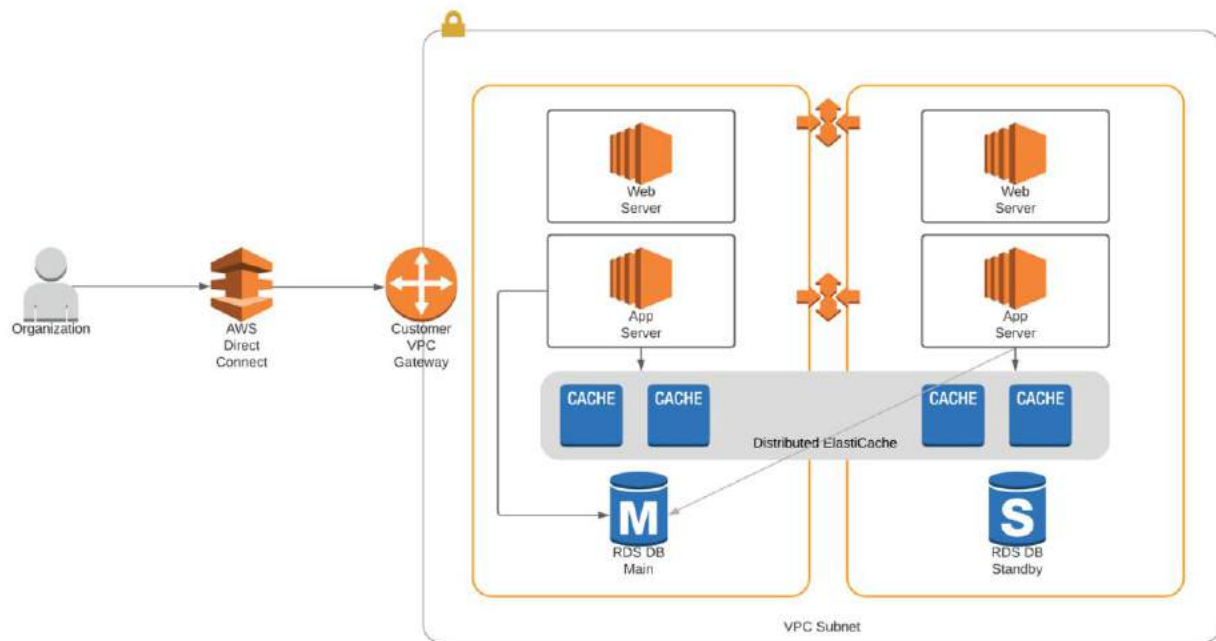 Web
Server
Web
Server
Organization
AWS
Direct
Connect
Customer
VPC
Gateway
App
Server
App
Server
CACHE
CACHE
CACHE
CACHE
Distributed ElastiCache
M
S
RDS DB
Main
RDS DB
Standby
VPC Subnet